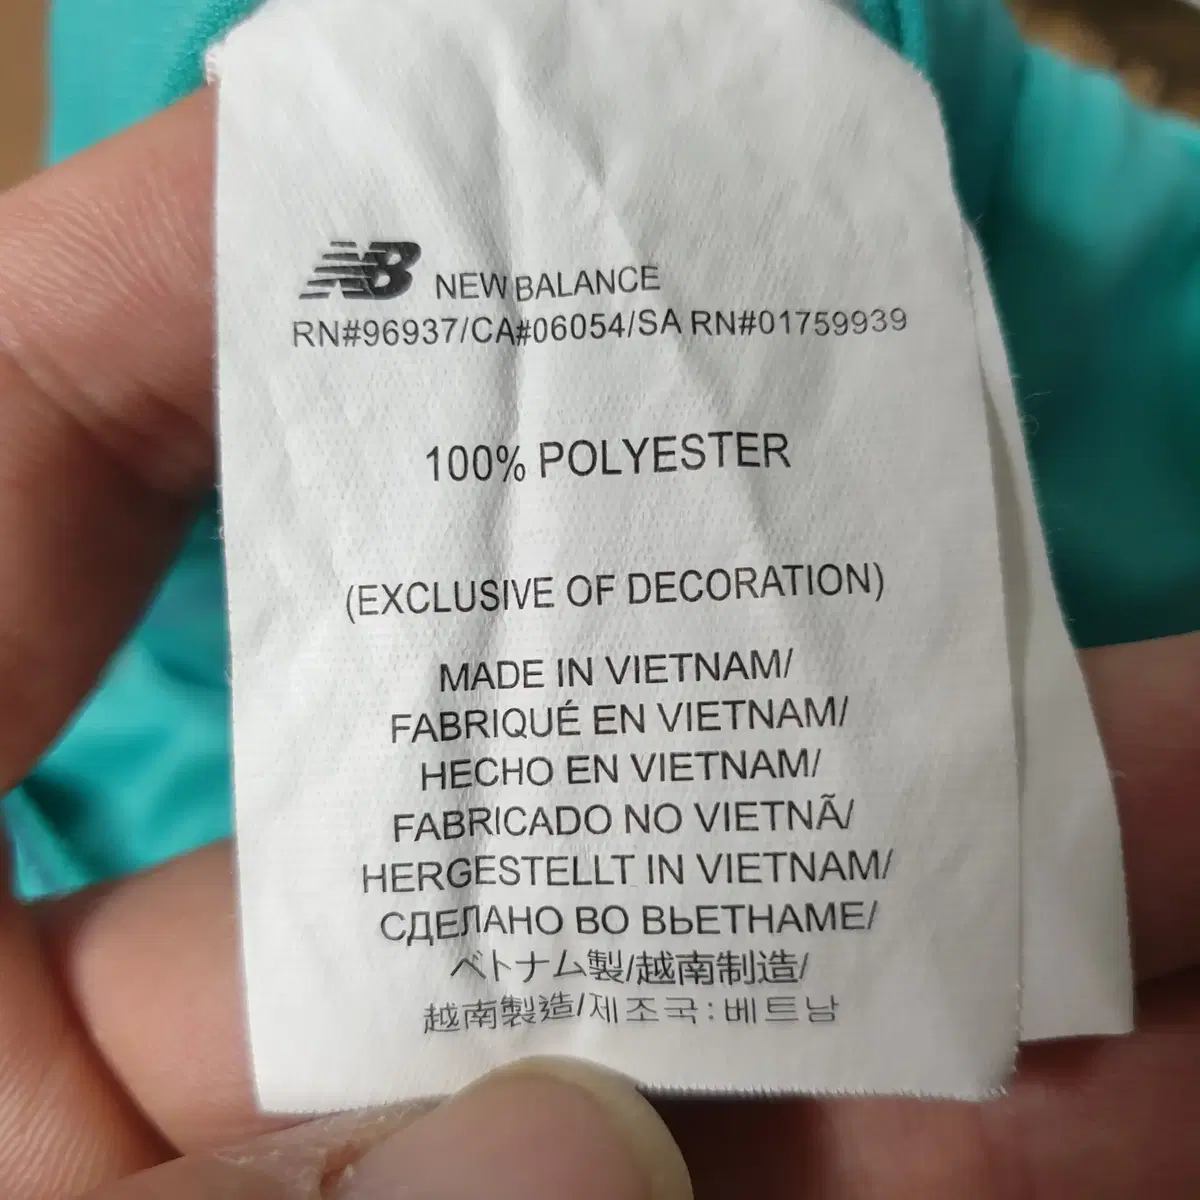 NB NEW BALANCE
RN#96937/CA#06054/SA RN#01759939
100% POLYESTER
(EXCLUSIVE OF DECORATION)
MADE IN VIETNAM/
FABRIQUÉ EN VIETNAM/
HECHO EN VIETNAM/
FABRICADO NO VIETNÃ/
HERGESTELLT IN VIETNAM/
СДЕЛАНО ВО ВЬЕТНАМЕ/
ベトナム製/越南制造/
越南製造/제조국:베트남